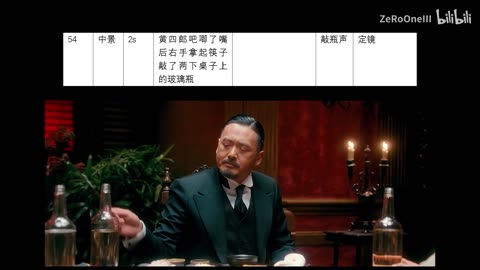 ZeRoOneIII bilibili
54 中景 2s 黄四郎吧唧了嘴 敲瓶声 定镜
后右手拿起筷子
敲了两下桌子上
的玻璃瓶